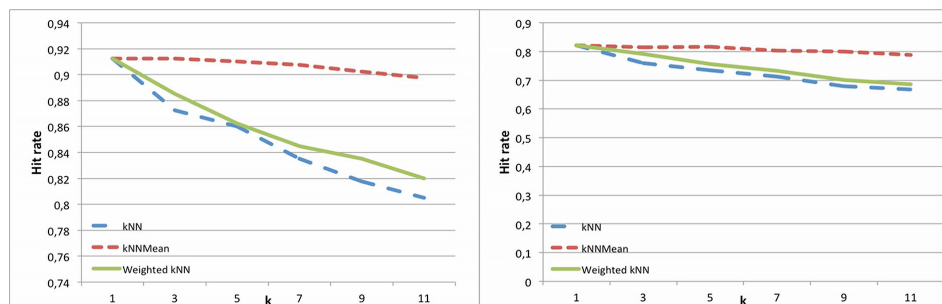 0,94
0,92
0,9
0,88
0,86
0,84
0,82
0,8
0,78
0,76
0,74
Hit rate
kNN
kNNMean
Weighted kNN
1 3 5 k 7 9 11
0,9
0,8
0,7
0,6
0,5
0,4
0,3
0,2
0,1
0
Hit rate
kNN
kNNMean
Weighted kNN
1 3 5 k 7 9 11